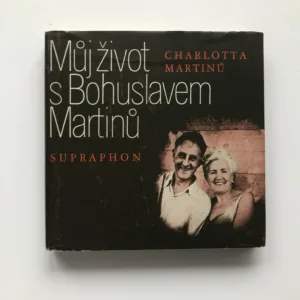 Můj život
s Bohuslavem
Martinů
CHARLOTTA
MARTINŮ
SUPRAPHON